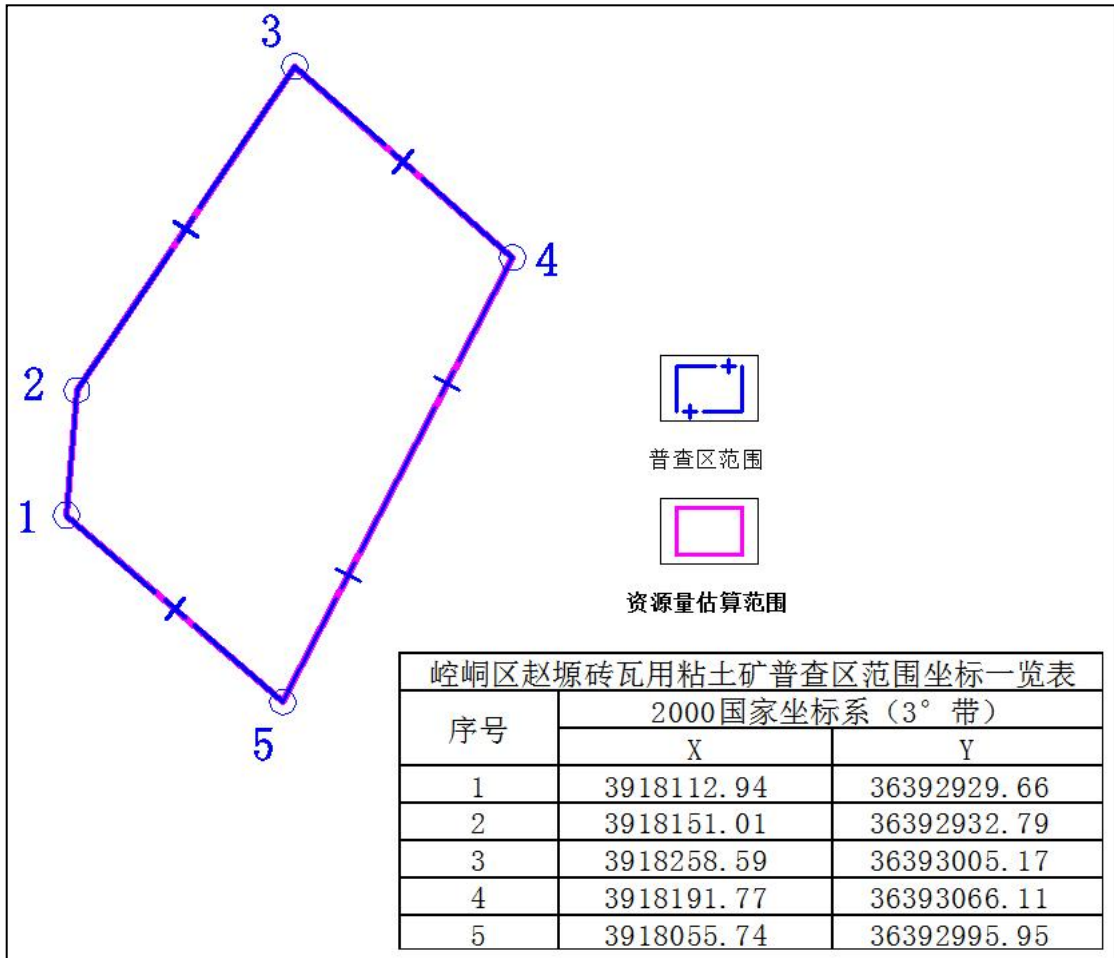 3
4
2
1
5
普查区范围
资源量估算范围
崆峒区赵塬砖瓦用粘土矿普查区范围坐标一览表
序号 2000国家坐标系（3°带）
X Y
1 3918112.94 36392929.66
2 3918151.01 36392932.79
3 3918258.59 36393005.17
4 3918191.77 36393066.11
5 3918055.74 36392995.95